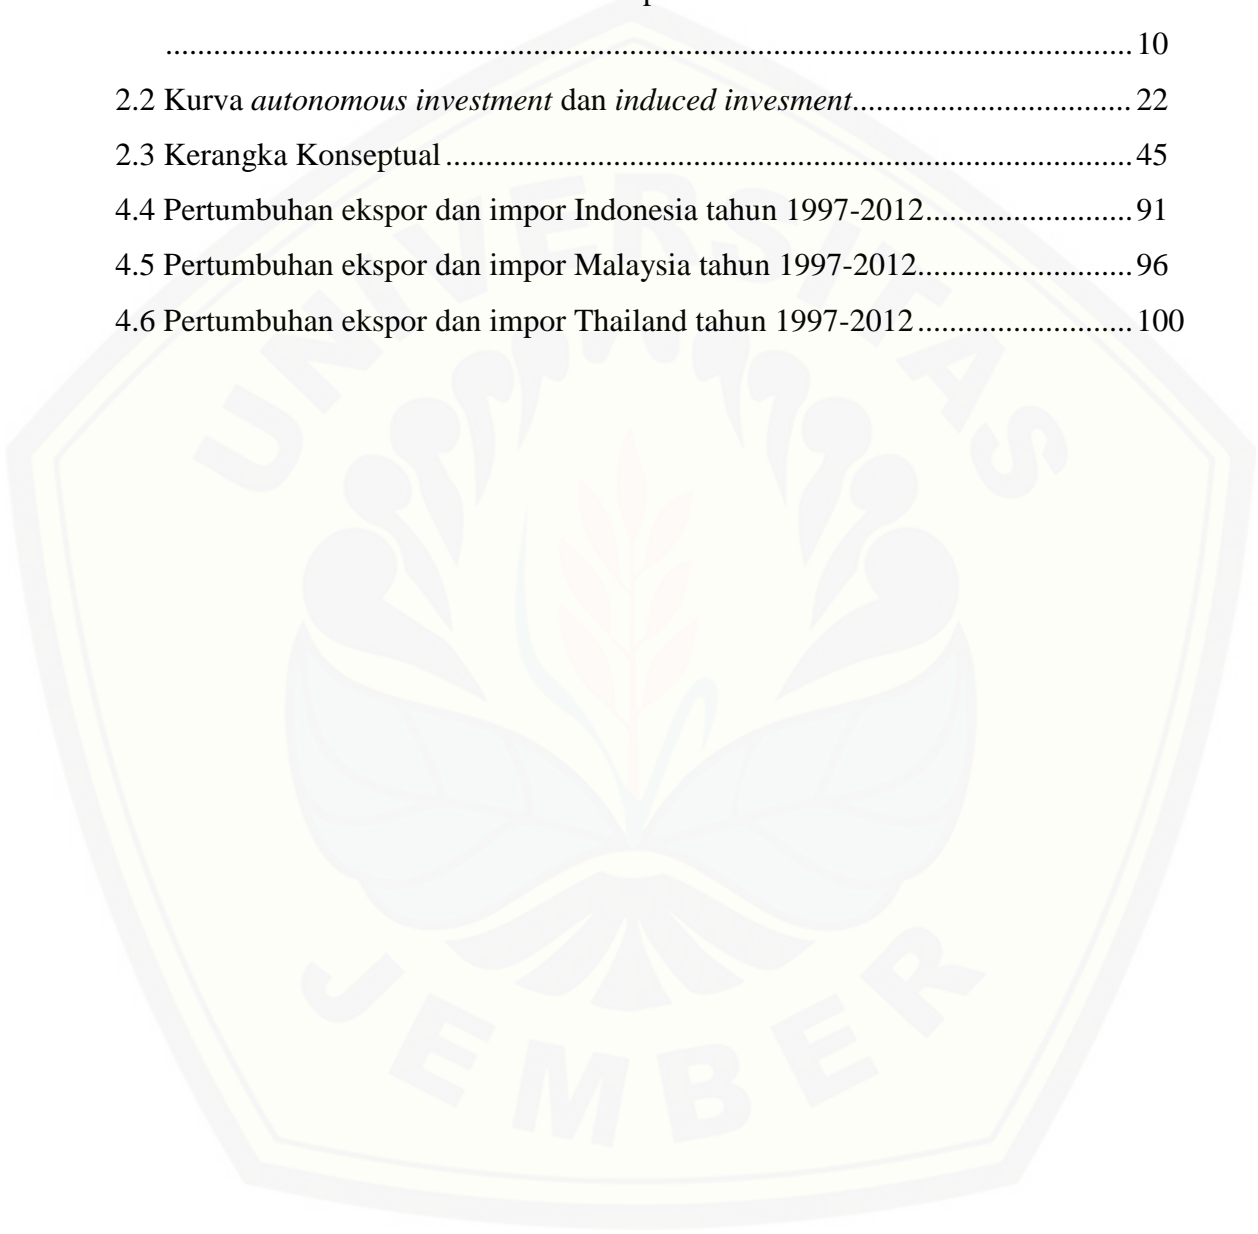 ........................................................................................................................... 10
2.2 Kurva autonomous investment dan induced invesment................................... 22
2.3 Kerangka Konseptual....................................................................................... 45
4.4 Pertumbuhan ekspor dan impor Indonesia tahun 1997-2012.......................... 91
4.5 Pertumbuhan ekspor dan impor Malaysia tahun 1997-2012........................... 96
4.6 Pertumbuhan ekspor dan impor Thailand tahun 1997-2012........................... 100
UNIVERSITAS
JEMBER